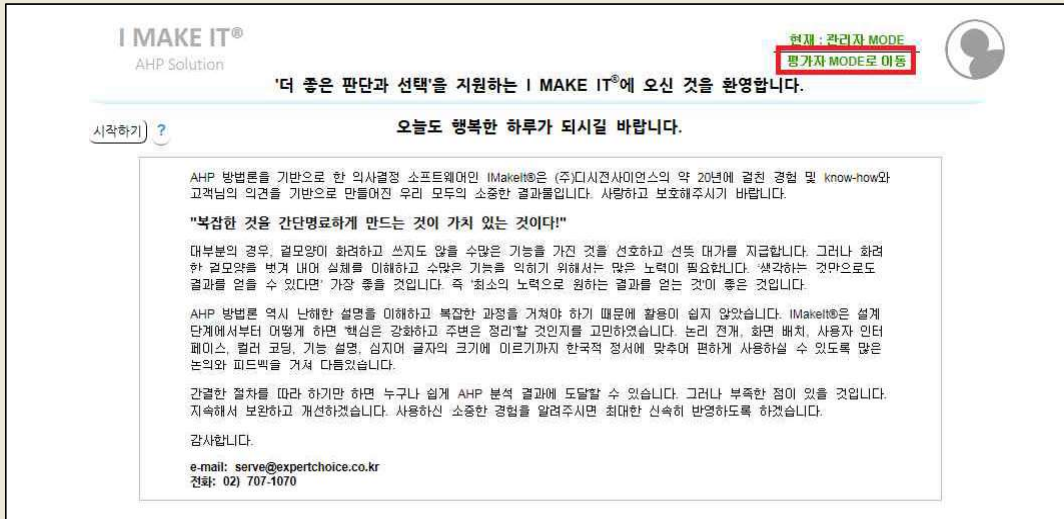 I MAKE IT®
AHP Solution
현재 : 관리자 MODE
평가자 MODE로 이동
'더 좋은 판단과 선택'을 지원하는 I MAKE IT®에 오신 것을 환영합니다.
시작하기 ?
오늘도 행복한 하루가 되시길 바랍니다.
AHP 방법론을 기반으로 한 의사결정 소프트웨어인 IMakeIt®은 (주)디시전사이언스의 약 20년에 걸친 경험 및 know-how와
고객님의 의견을 기반으로 만들어진 우리 모두의 소중한 결과물입니다. 사랑하고 보호해주시기 바랍니다.
"복잡한 것을 간단명료하게 만드는 것이 가치 있는 것이다!"
대부분의 경우, 겉모양이 화려하고 쓰지도 않을 수많은 기능을 가진 것을 선호하고 선뜻 대가를 지급합니다. 그러나 화려
한 겉모양을 벗겨 내어 실체를 이해하고 수많은 기능을 익히기 위해서는 많은 노력이 필요합니다. '생각하는 것만으로도
결과를 얻을 수 있다면' 가장 좋을 것입니다. 즉 '최소의 노력으로 원하는 결과를 얻는 것'이 좋은 것입니다.
AHP 방법론 역시 난해한 설명을 이해하고 복잡한 과정을 거쳐야 하기 때문에 활용이 쉽지 않았습니다. IMakeIt®은 설계
단계에서부터 어떻게 하면 '핵심은 강화하고 주변은 정리'할 것인지를 고민하였습니다. 논리 전개, 화면 배치, 사용자 인터
페이스, 컬러 코딩, 기능 설명, 심지어 글자의 크기에 이르기까지 한국적 정서에 맞추어 편하게 사용하실 수 있도록 많은
논의와 피드백을 거쳐 다듬었습니다.
간결한 절차를 따라 하기만 하면 누구나 쉽게 AHP 분석 결과에 도달할 수 있습니다. 그러나 부족한 점이 있을 것입니다.
지속해서 보완하고 개선하겠습니다. 사용하신 소중한 경험을 알려주시면 최대한 신속히 반영하도록 하겠습니다.
감사합니다.
e-mail: serve@expertchoice.co.kr
전화: 02) 707-1070